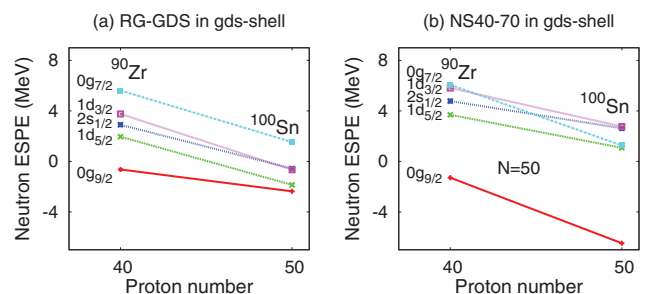 (a) RG-GDS in gds-shell
Neutron ESPE (MeV)
8
4
0
-4
0g7/2
1d3/2
2s1/2
1d5/2
0g9/2
90Zr
100Sn
40
50
Proton number
(b) NS40-70 in gds-shell
Neutron ESPE (MeV)
8
4
0
-4
0g7/2
1d3/2
2s1/2
1d5/2
0g9/2
90Zr
100Sn
N=50
40
50
Proton number